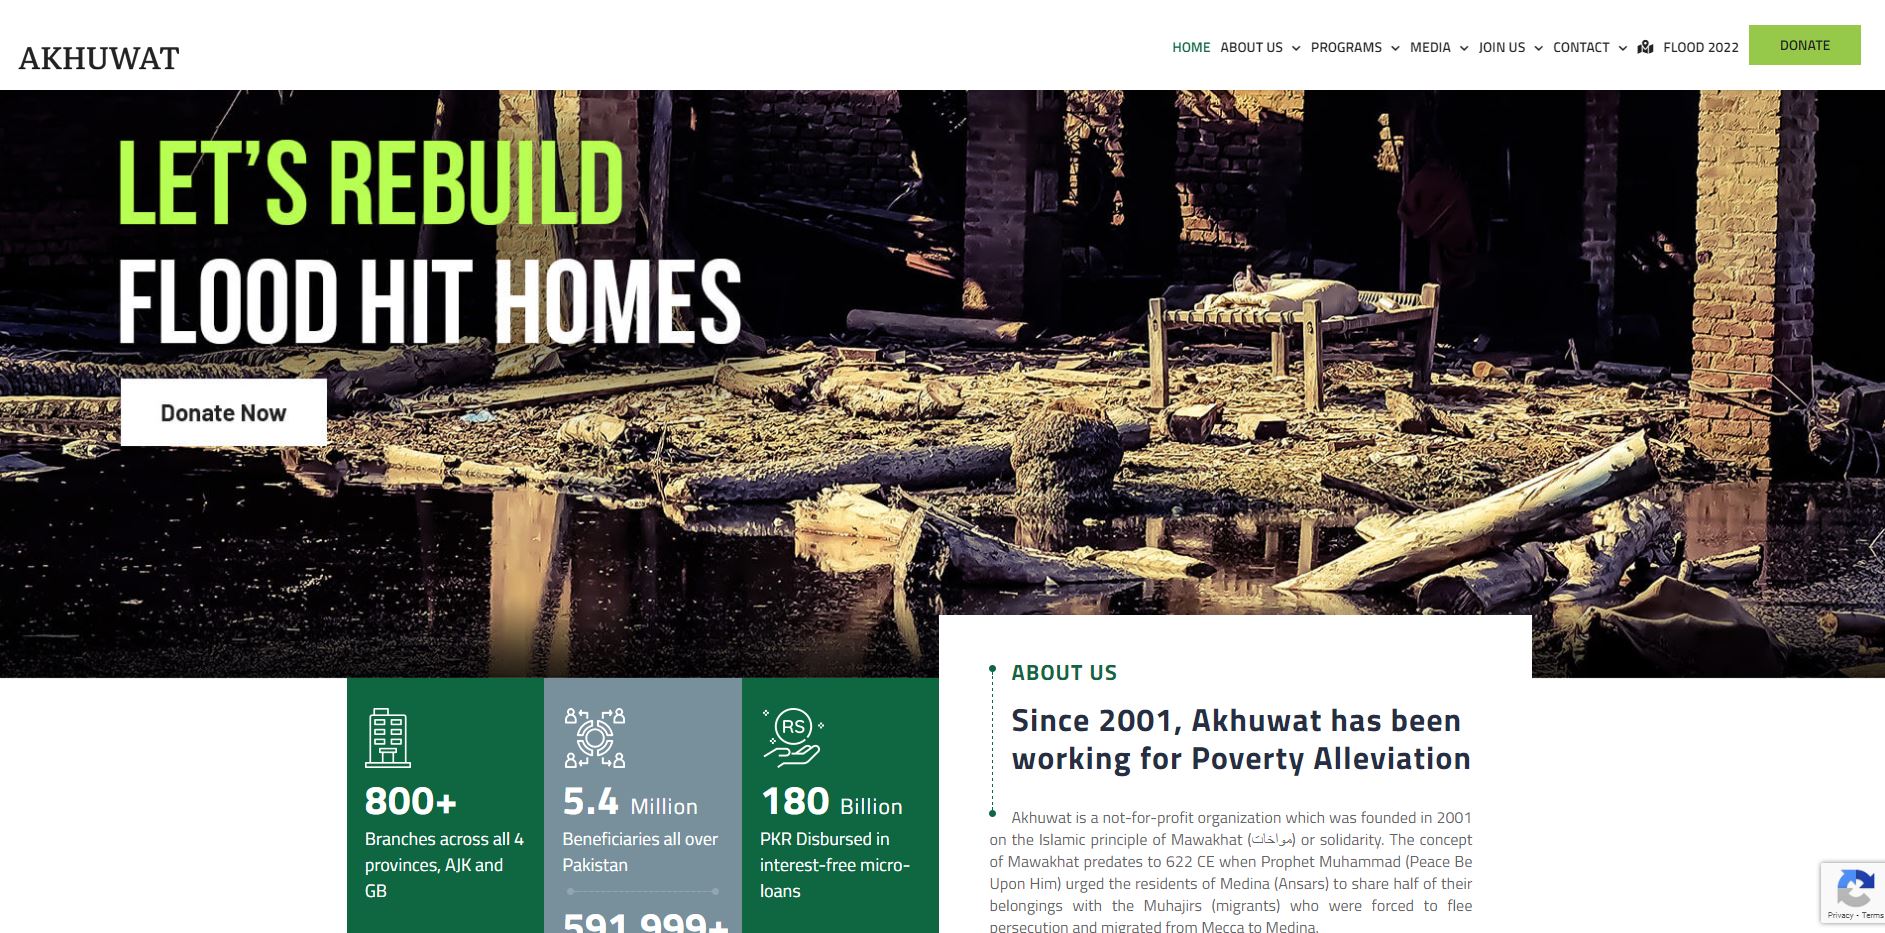 AKHUWAT
HOME ABOUT US PROGRAMS MEDIA JOIN US CONTACT FLOOD 2022 DONATE
LET'S REBUILD
FLOOD HIT HOMES
Donate Now
RS
800+
Branches across all 4
provinces, AJK and
GB
5.4 Million
Beneficiaries all over
Pakistan
591,999+
180 Billion
PKR Disbursed in
interest-free micro-
loans
ABOUT US
Since 2001, Akhuwat has been
working for Poverty Alleviation
Akhuwat is a not-for-profit organization which was founded in 2001
on the Islamic principle of Mawakhat (مواخات) or solidarity. The concept
of Mawakhat predates to 622 CE when Prophet Muhammad (Peace Be
Upon Him) urged the residents of Medina (Ansars) to share half of their
belongings with the Muhajirs (migrants) who were forced to flee
persecution and migrated from Mecca to Medina.
Privacy - Terms